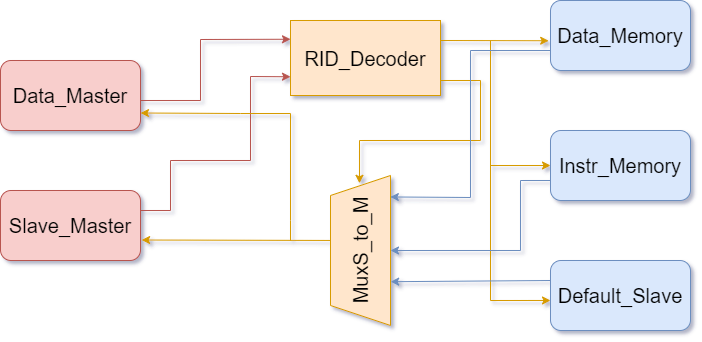 Data_Memory
RID_Decoder
Data_Master
Instr_Memory
Slave_Master
MuxS_to_M
Default_Slave